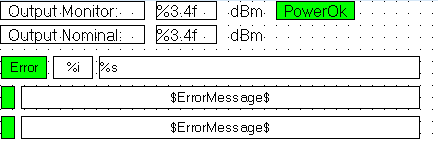 Output Monitor: %3.4f dBm PowerOk
Output Nominal: %3.4f dBm
Error %i %s
$ErrorMessage$
$ErrorMessage$